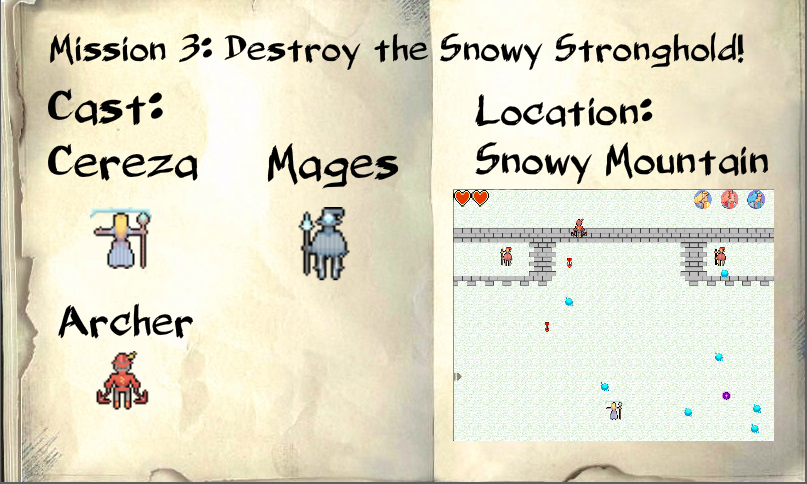 Mission 3: Destroy the Snowy Stronghold!
Cast:
Cereza
Mages
Archer
Location:
Snowy Mountain